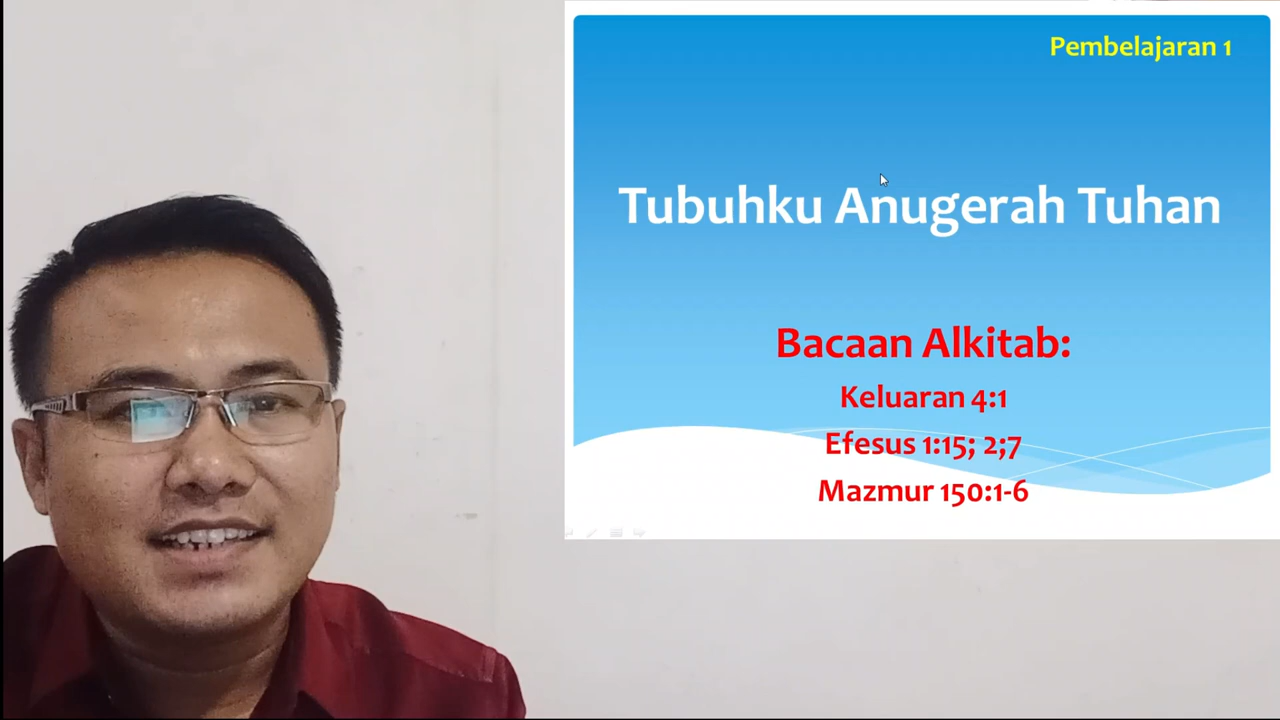 Pembelajaran 1
Tubuhku Anugerah Tuhan
Bacaan Alkitab:
Keluaran 4:1
Efesus 1:15; 2;7
Mazmur 150:1-6